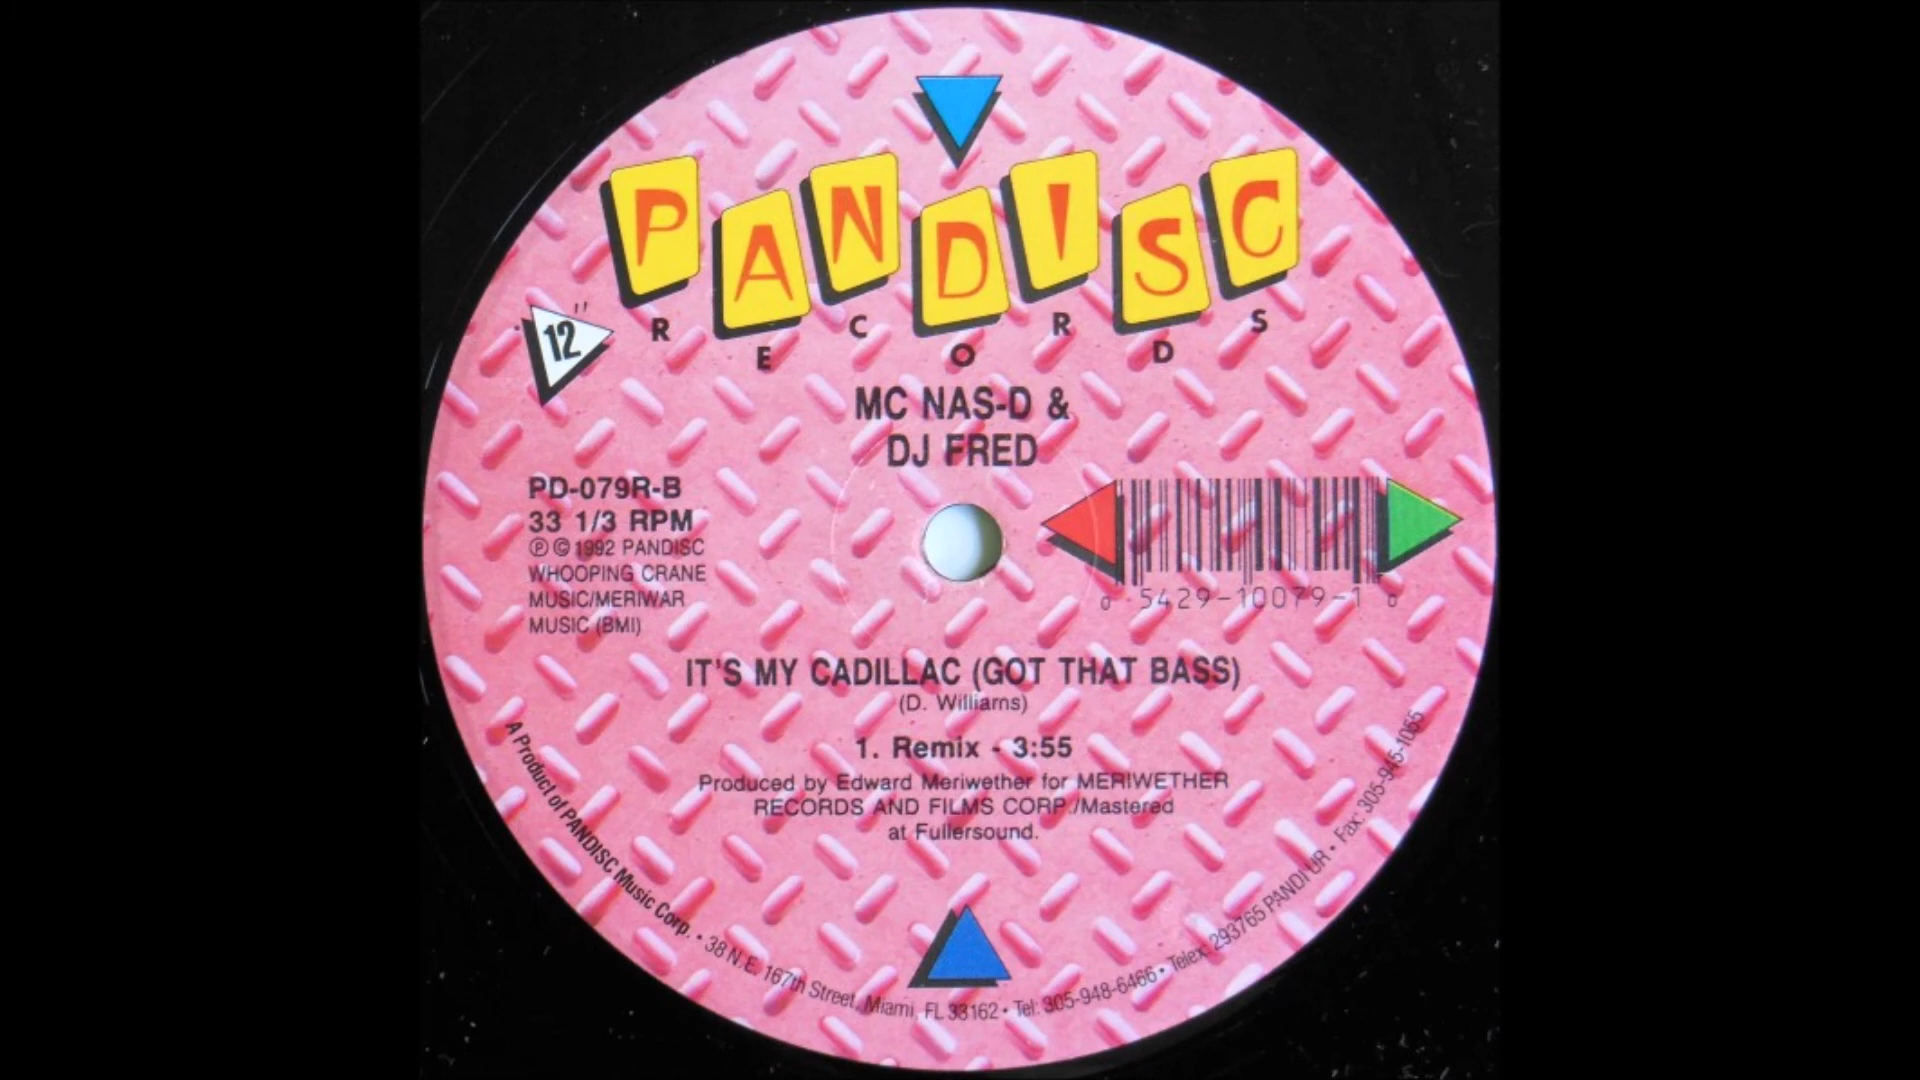 PANDISC
RECORDS
12"
MC NAS-D &
DJ FRED
PD-079R-B
33 1/3 RPM
℗ © 1992 PANDISC
WHOOPING CRANE
MUSIC/MERIWAR
MUSIC (BMI)
0 5429-10079-1 0
IT'S MY CADILLAC (GOT THAT BASS)
(D. Williams)
1. Remix - 3:55
Produced by Edward Meriwether for MERIWETHER
RECORDS AND FILMS CORP./Mastered
at Fullersound.
A Product of PANDISC Music Corp. • 38 N.E. 167th Street, Miami, FL 33162 • Tel: 305-948-6466 • Telex: 293765 PANDI UR • Fax: 305-945-1055